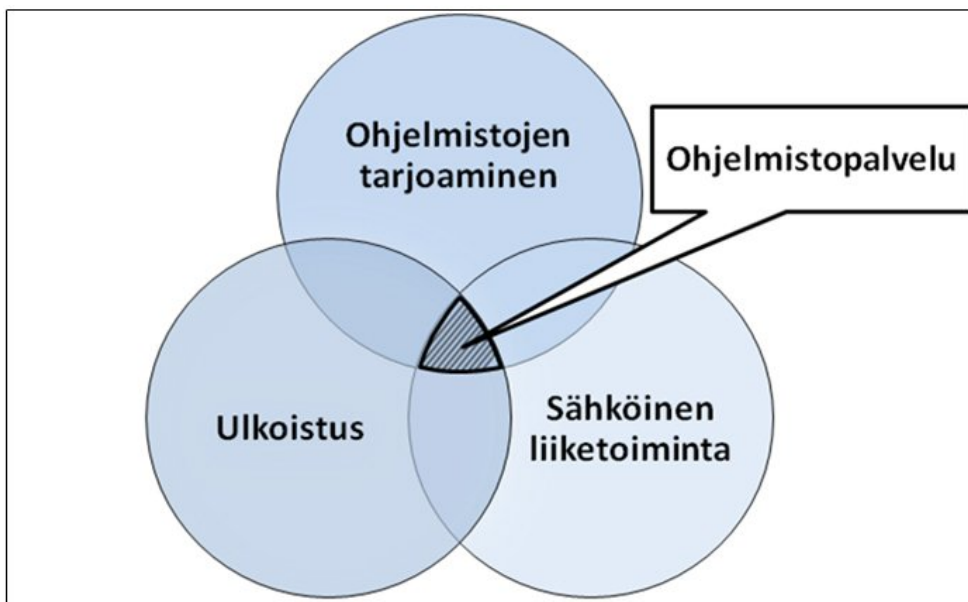 Ohjelmistojen
tarjoaminen
Ohjelmistopalvelu
Ulkoistus
Sähköinen
liiketoiminta